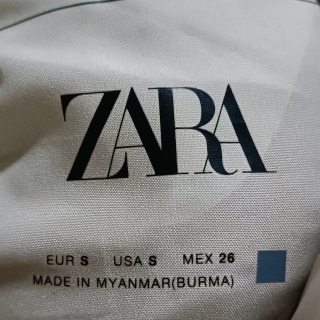 ZARA
EUR S USA S MEX 26
MADE IN MYANMAR(BURMA)